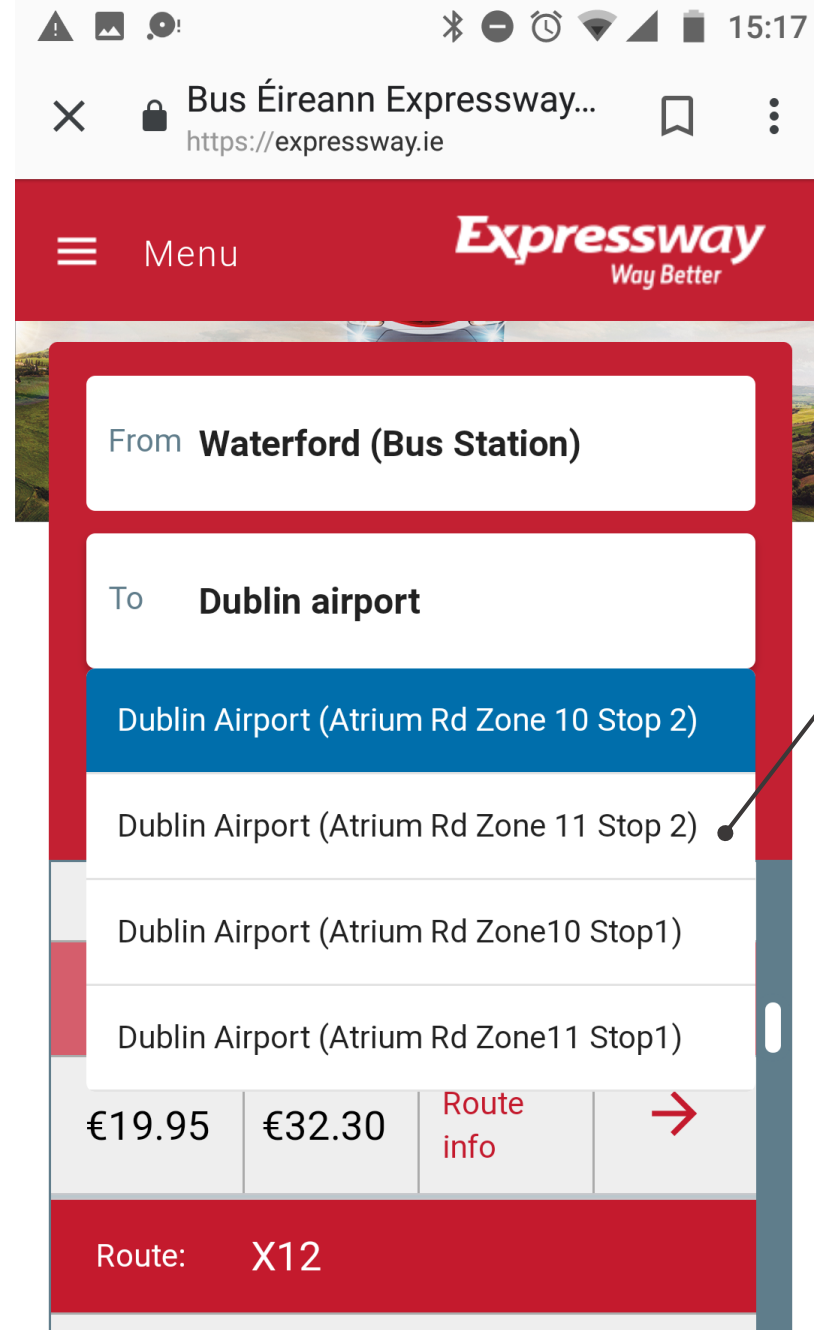 15:17
Bus Éireann Expressway...
https://expressway.ie
Menu
Expressway
Way Better
From Waterford (Bus Station)
To Dublin airport
Dublin Airport (Atrium Rd Zone 10 Stop 2)
Dublin Airport (Atrium Rd Zone 11 Stop 2)
Dublin Airport (Atrium Rd Zone10 Stop1)
Dublin Airport (Atrium Rd Zone11 Stop1)
€19.95 €32.30 Route
info
Route: X12